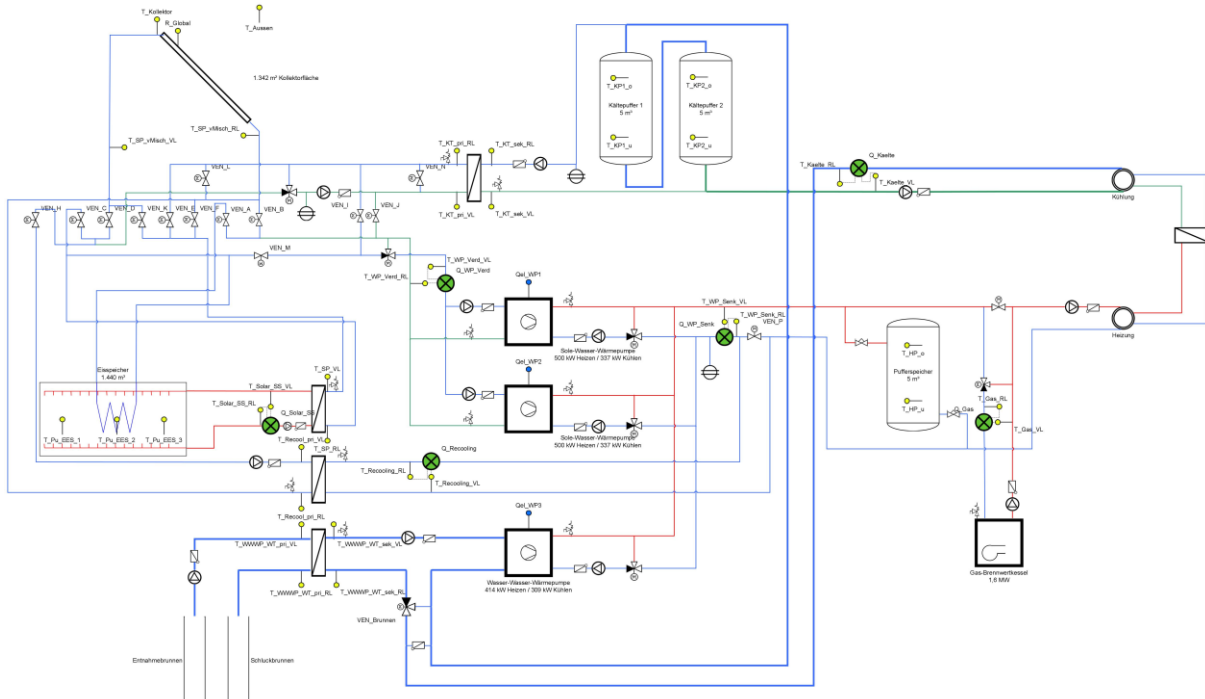 T_Kollektor
R_Global
T_Aussen
1.342 m² Kollektorfläche
T_SP_vMisch_RL
T_SP_vMisch_VL
T_KP1_o
Kältepuffer 1
5 m³
T_KP1_u
T_KP2_o
Kältepuffer 2
5 m³
T_KP2_u
T_KT_pri_RL
T_KT_sek_RL
T_KT_pri_VL
T_KT_sek_VL
T_Kaelte_RL
Q_Kaelte
T_Kaelte_VL
Kühlung
VEN_L
VEN_N
VEN_H
VEN_C
VEN_D
VEN_K
VEN_E
VEN_F
VEN_A
VEN_B
VEN_I
VEN_J
VEN_M
T_WP_Verd_VL
Q_WP_Verd
T_WP_Verd_RL
Qel_WP1
Sole-Wasser-Wärmepumpe
500 kW Heizen / 337 kW Kühlen
T_WP_Senk_VL
T_WP_Senk_RL
Q_WP_Senk
VEN_P
Heizung
T_HP_o
Pufferspeicher
5 m³
T_HP_u
Qel_WP2
Sole-Wasser-Wärmepumpe
500 kW Heizen / 337 kW Kühlen
T_Gas_RL
Q_Gas
T_Gas_VL
Eisspeicher
1.440 m³
T_Solar_SS_VL
T_SP_VL
T_Solar_SS_RL
Q_Solar_SS
T_Pu_EES_1
T_Pu_EES_2
T_Pu_EES_3
T_Recool_pri_VL
T_SP_RL
Q_Recooling
T_Recooling_RL
T_Recooling_VL
T_Recool_pri_RL
Qel_WP3
T_WWWP_WT_pri_VL
T_WWWP_WT_sek_VL
T_WWWP_WT_pri_RL
T_WWWP_WT_sek_RL
Wasser-Wasser-Wärmepumpe
414 kW Heizen / 389 kW Kühlen
VEN_Brunnen
Gas-Brennwertkessel
1,6 MW
Entnahmebrunnen
Schluckbrunnen